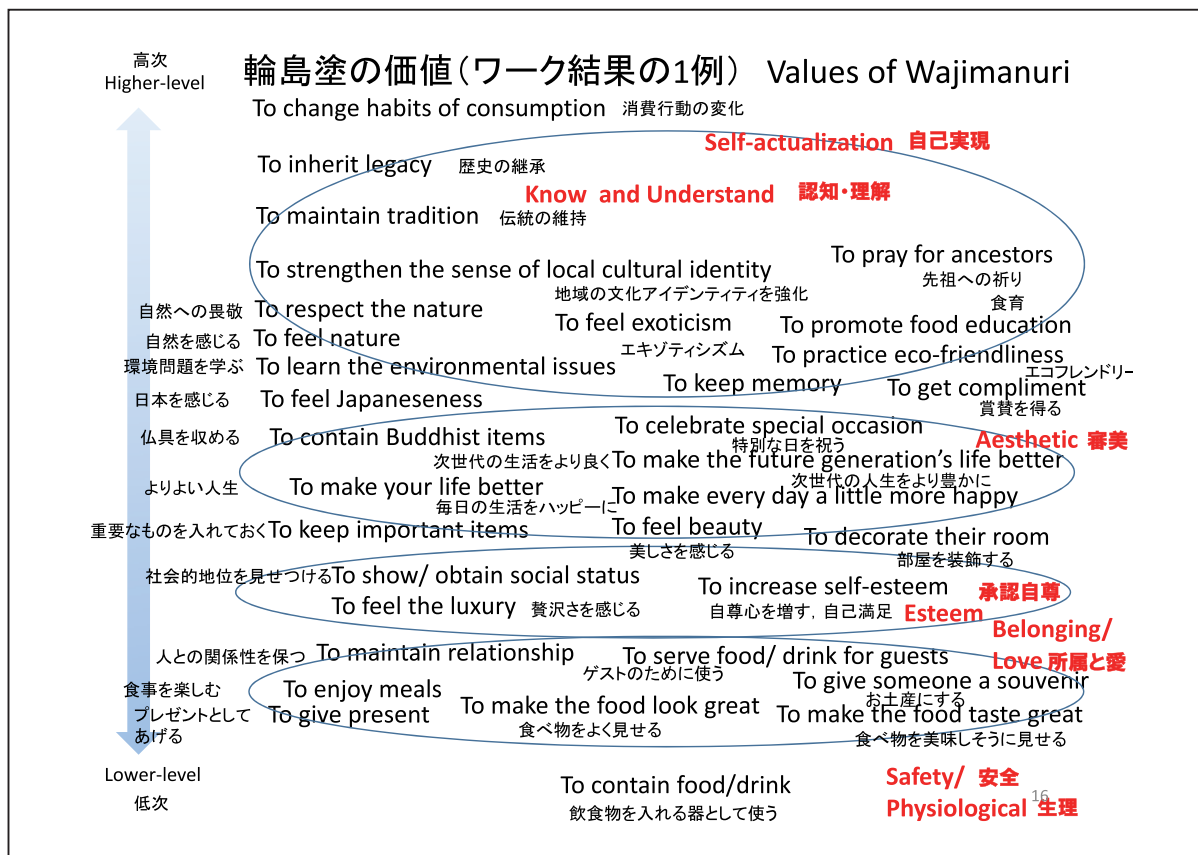 高次
Higher-level
輪島塗の価値（ワーク結果の1例） Values of Wajimanuri
To change habits of consumption 消費行動の変化
Self-actualization 自己実現
To inherit legacy 歴史の継承
Know and Understand 認知・理解
To maintain tradition 伝統の維持
To pray for ancestors
先祖への祈り
To strengthen the sense of local cultural identity
地域の文化アイデンティティを強化
食育
自然への畏敬 To respect the nature
To feel exoticism
To promote food education
自然を感じる To feel nature
エキゾティシズム
To practice eco-friendliness
エコフレンドリー
環境問題を学ぶ To learn the environmental issues
To keep memory
To get compliment
賞賛を得る
日本を感じる To feel Japaneseness
To celebrate special occasion
特別な日を祝う
仏具を収める To contain Buddhist items
Aesthetic 審美
次世代の生活をより良く To make the future generation's life better
次世代の人生をより豊かに
よりよい人生 To make your life better
To make every day a little more happy
毎日の生活をハッピーに
重要なものを入れておく To keep important items
To feel beauty
美しさを感じる
To decorate their room
部屋を装飾する
社会的地位を見せつける To show/ obtain social status
To increase self-esteem 承認自尊
To feel the luxury 贅沢さを感じる
自尊心を増す，自己満足 Esteem
Belonging/
Love 所属と愛
人との関係性を保つ To maintain relationship
To serve food/ drink for guests
ゲストのために使う
To give someone a souvenir
お土産にする
食事を楽しむ To enjoy meals
プレゼントとして
あげる
To give present
To make the food look great
食べ物をよく見せる
To make the food taste great
食べ物を美味しそうに見せる
Lower-level
低次
To contain food/drink
飲食物を入れる器として使う
Safety/ 安全
Physiological 生理
16